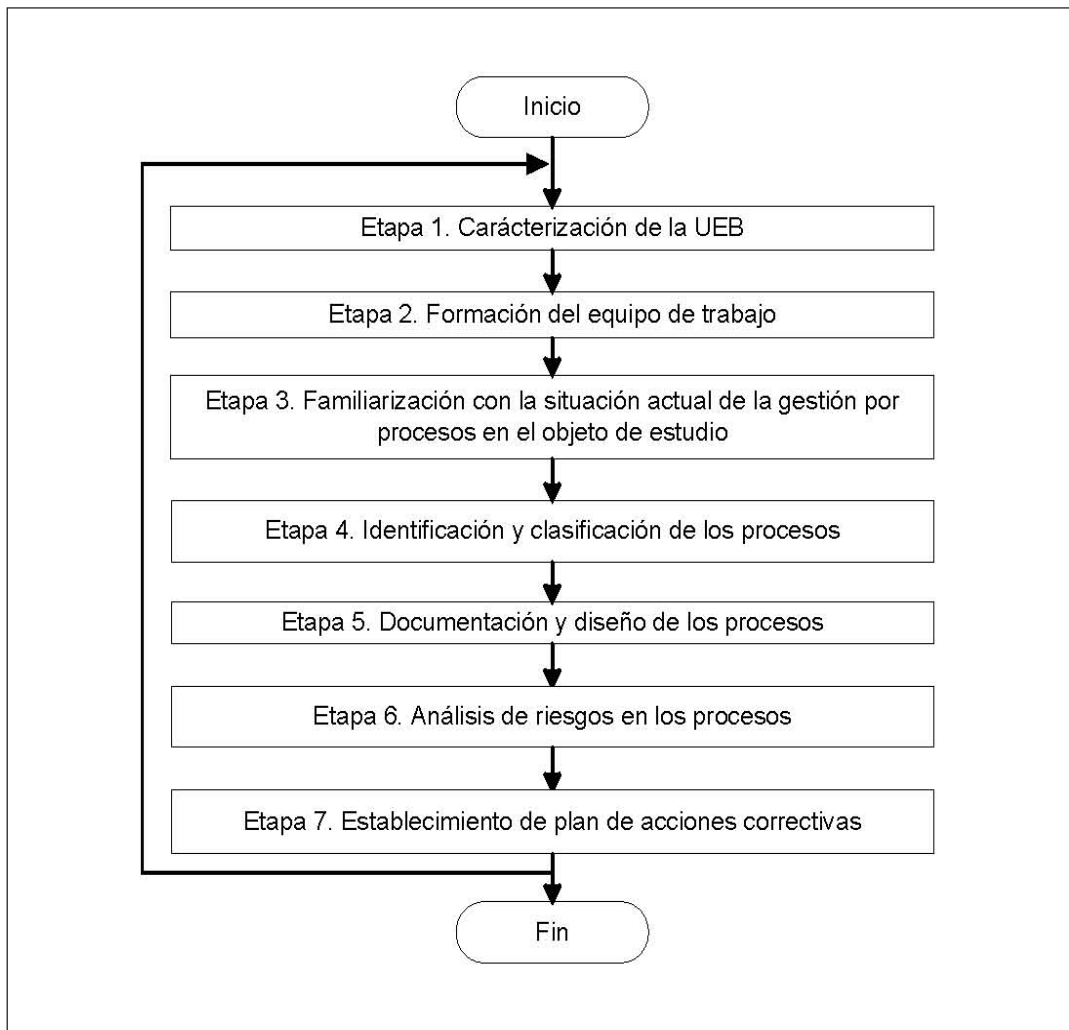 Inicio
Etapa 1. Carácterización de la UEB
Etapa 2. Formación del equipo de trabajo
Etapa 3. Familiarización con la situación actual de la gestión por
procesos en el objeto de estudio
Etapa 4. Identificación y clasificación de los procesos
Etapa 5. Documentación y diseño de los procesos
Etapa 6. Análisis de riesgos en los procesos
Etapa 7. Establecimiento de plan de acciones correctivas
Fin